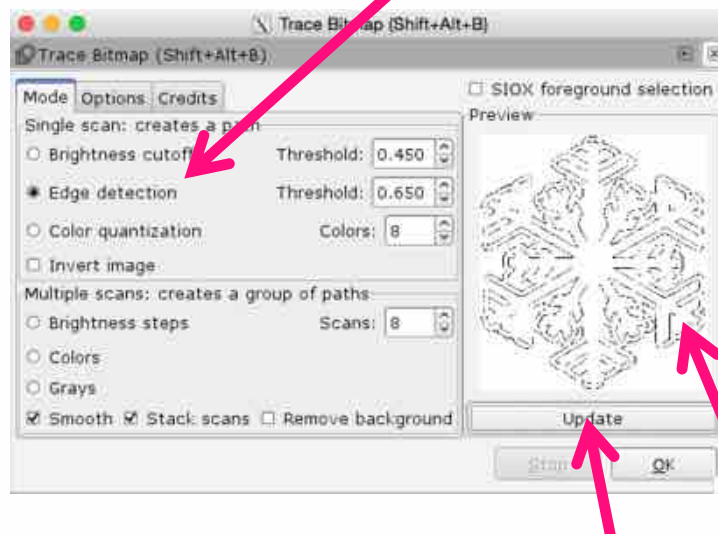 Trace Bitmap (Shift+Alt+B)
Trace Bitmap (Shift+Alt+B)
Mode Options Credits
SIOX foreground selection
Single scan: creates a path
Preview
Brightness cutoff Threshold: 0.450
Edge detection Threshold: 0.650
Color quantization Colors: 8
Invert image
Multiple scans: creates a group of paths
Brightness steps Scans: 8
Colors
Grays
Smooth Stack scans Remove background
Update
Stop OK